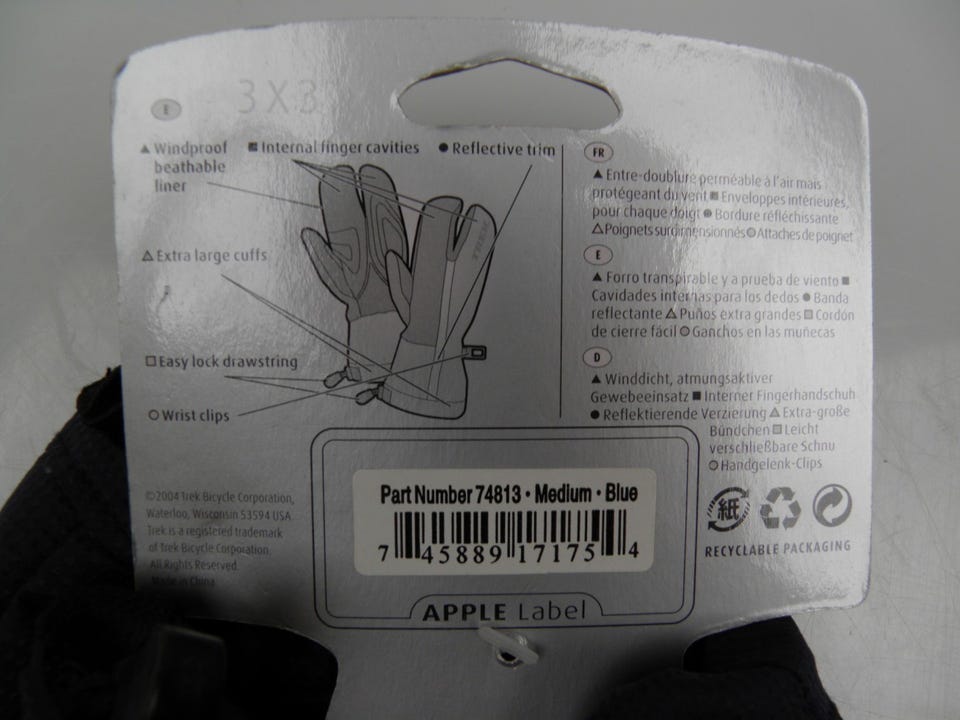 E
3 X 3
▲ Windproof beathable liner
■ Internal finger cavities
● Reflective trim
△ Extra large cuffs
□ Easy lock drawstring
○ Wrist clips
TREK
FR
▲ Entre-doublure perméable à l'air mais
protégeant du vent ■ Enveloppes intérieures,
pour chaque doigt ● Bordure réfléchissante
△ Poignets surdimensionnés ○ Attaches de poignet
E
▲ Forro transpirable y a prueba de viento ■
Cavidades internas para los dedos ● Banda
reflectante △ Puños extra grandes □ Cordón
de cierre fácil ○ Ganchos en las muñecas
D
▲ Winddicht, atmungsaktiver
Gewebeeinsatz ■ Interner Fingerhandschuh
● Reflektierende Verzierung △ Extra-große
Bündchen □ Leicht
verschließbare Schnu
○ Handgelenk-Clips
©2004 Trek Bicycle Corporation,
Waterloo, Wisconsin 53594 USA.
Trek is a registered trademark
of Trek Bicycle Corporation.
All Rights Reserved.
Made in China
Part Number 74813 • Medium • Blue
7 45889 17175 4
APPLE Label
紙
RECYCLABLE PACKAGING